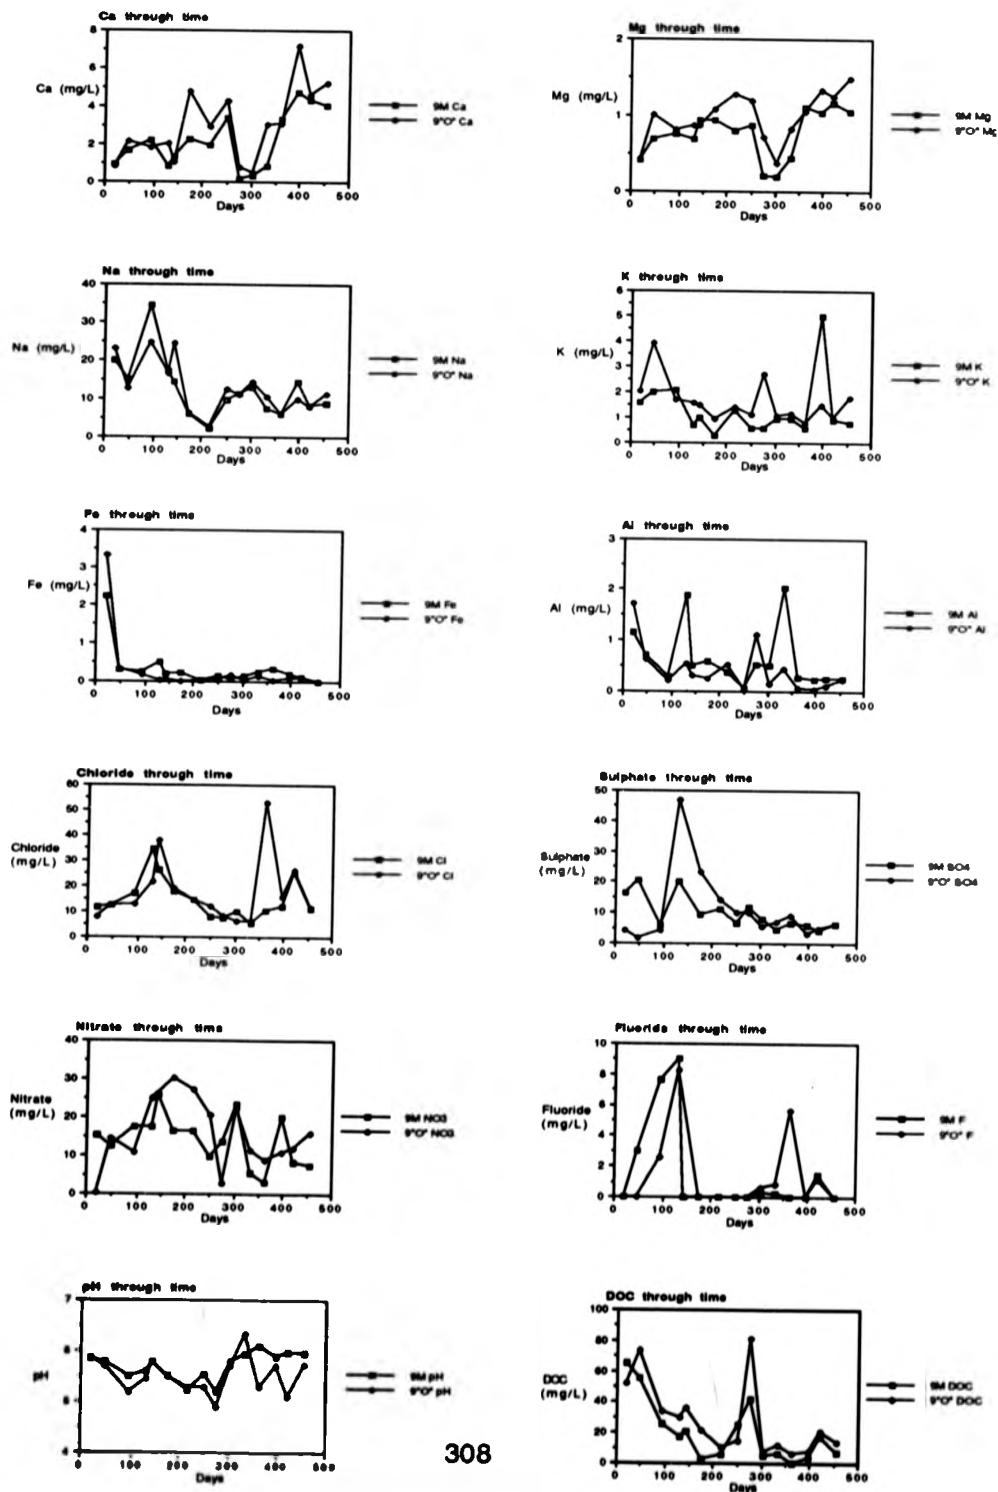 Ca through time
8
6
Ca (mg/L)
4
2
0
0 100 200 300 400 500
Days
9M Ca
9"O" Ca
Mg through time
2
Mg (mg/L)
1
0
0 100 200 300 400 500
Days
9M Mg
9"O" Mg
Na through time
40
30
Na (mg/L)
20
10
0
0 100 200 300 400 500
Days
9M Na
9"O" Na
K through time
6
5
4
K (mg/L)
3
2
1
0
0 100 200 300 400 500
Days
9M K
9"O" K
Fe through time
4
3
Fe (mg/L)
2
1
0
0 100 200 300 400 500
Days
9M Fe
9"O" Fe
Al through time
3
2
Al (mg/L)
1
0
0 100 200 300 400 500
Days
9M Al
9"O" Al
Chloride through time
60
50
40
Chloride
(mg/L)
30
20
10
0
0 100 200 300 400 500
Days
9M Cl
9"O" Cl
Sulphate through time
50
40
30
Sulphate
(mg/L)
20
10
0
0 100 200 300 400 500
Days
9M SO4
9"O" SO4
Nitrate through time
40
30
Nitrate
(mg/L)
20
10
0
0 100 200 300 400 500
Days
9M NO3
9"O" NO3
Fluoride through time
10
8
6
Fluoride
(mg/L)
4
2
0
0 100 200 300 400 500
Days
9M F
9"O" F
pH through time
7
6
pH
5
4
0 100 200 300 400 500
Days
9M pH
9"O" pH
DOC through time
100
80
60
DOC
(mg/L)
40
20
0
0 100 200 300 400 500
Days
9M DOC
9"O" DOC
308